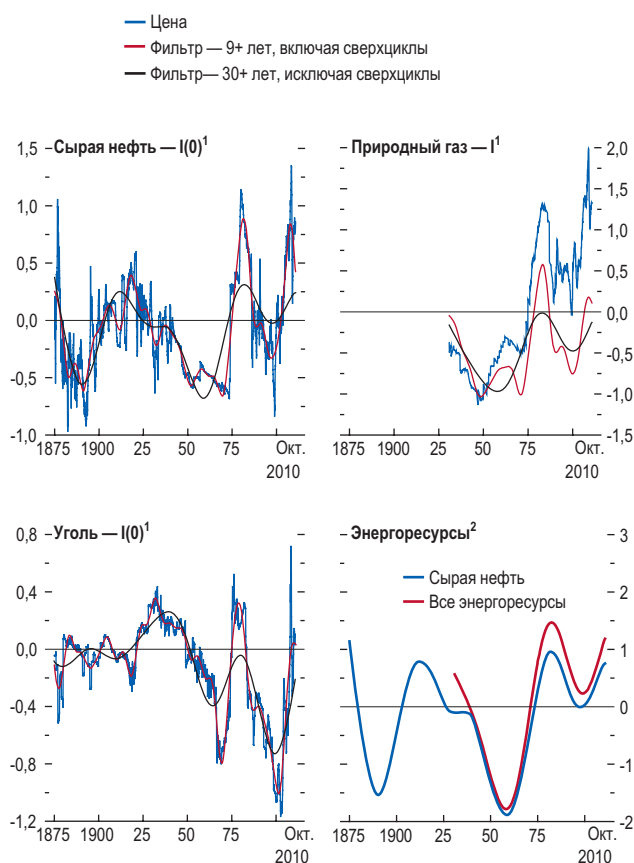 Цена
Фильтр — 9+ лет, включая сверхциклы
Фильтр— 30+ лет, исключая сверхциклы
Сырая нефть — I(0)¹
1,5
1,0
0,5
0,0
-0,5
-1,0
1875 1900 25 50 75 Окт.
2010
Природный газ — I¹
2,0
1,5
1,0
0,5
0,0
-0,5
-1,0
-1,5
1875 1900 25 50 75 Окт.
2010
Уголь — I(0)¹
0,8
0,4
0,0
-0,4
-0,8
-1,2
1875 1900 25 50 75 Окт.
2010
Энергоресурсы²
Сырая нефть
Все энергоресурсы
3
2
1
0
-1
-2
1875 1900 25 50 75 Окт.
2010